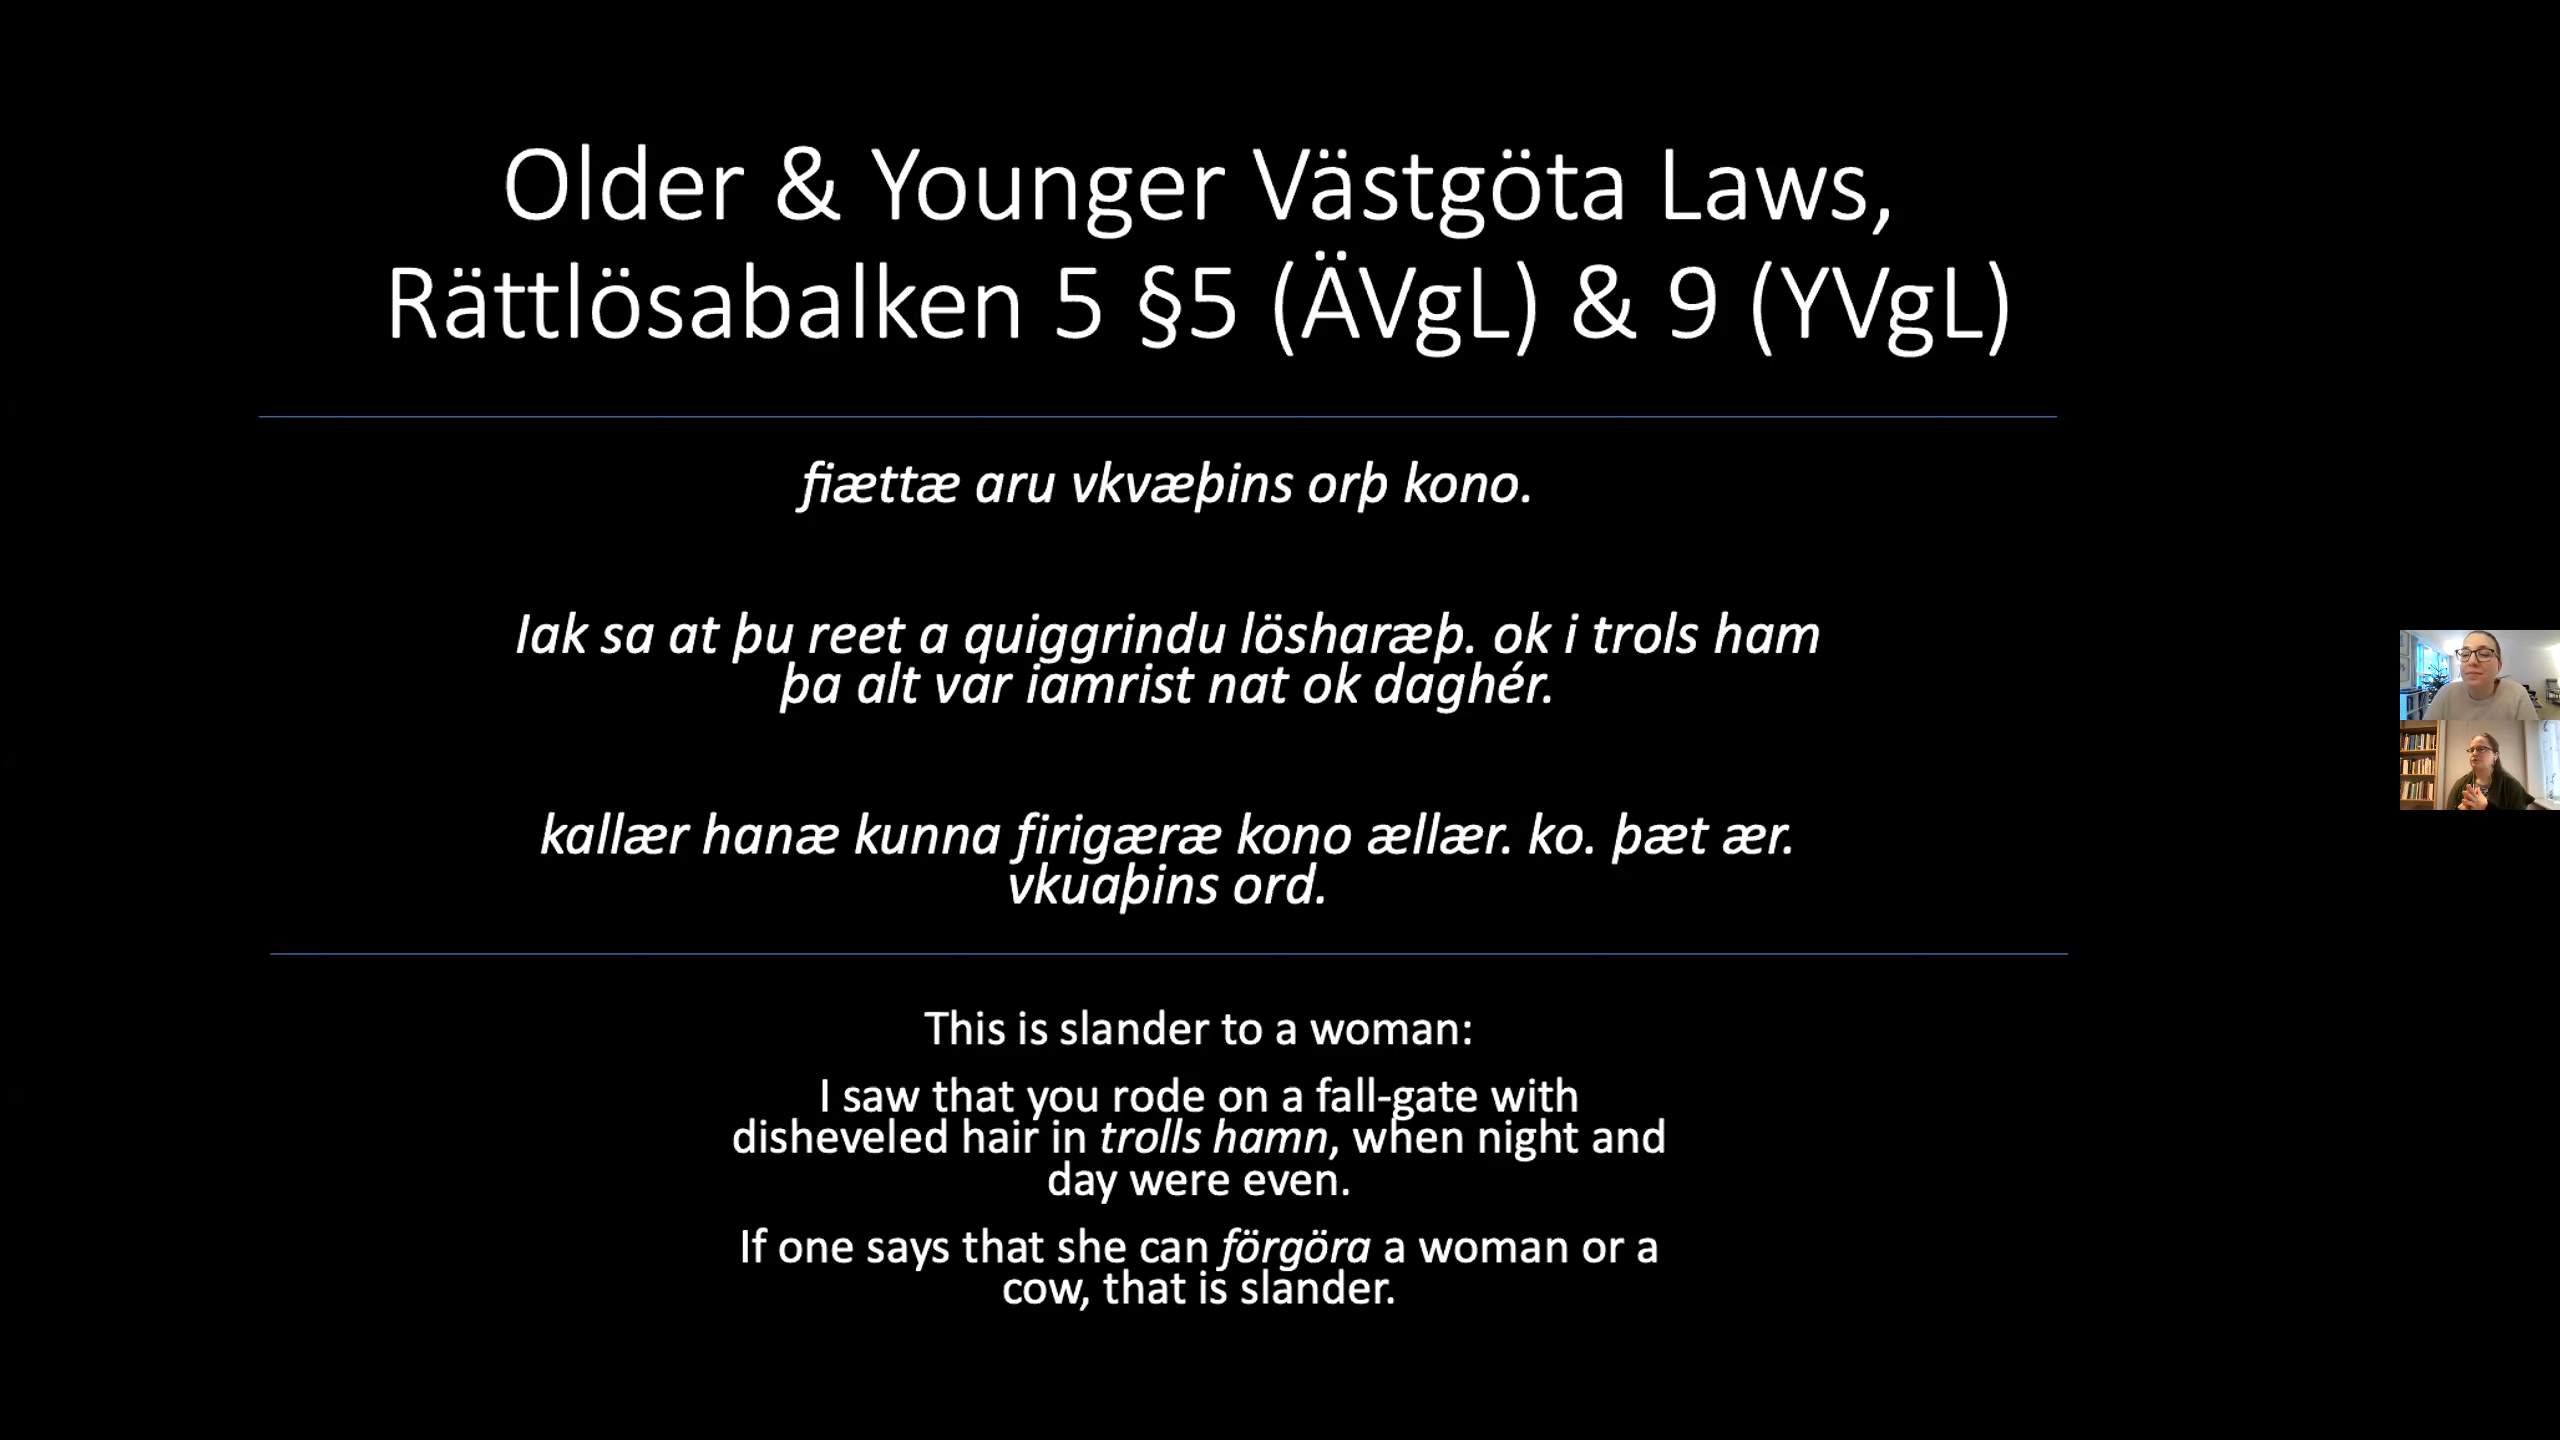 Older & Younger Västgöta Laws,
Rättlösabalken 5 §5 (ÄVgL) & 9 (YVgL)
fiættæ aru vkvæþins orþ kono.
Iak sa at þu reet a quiggrindu lösharæþ. ok i trols ham
þa alt var iamrist nat ok daghér.
kallær hanæ kunna firigæræ kono ællær. ko. þæt ær.
vkuaþins ord.
This is slander to a woman:
I saw that you rode on a fall-gate with
disheveled hair in trolls hamn, when night and
day were even.
If one says that she can förgöra a woman or a
cow, that is slander.